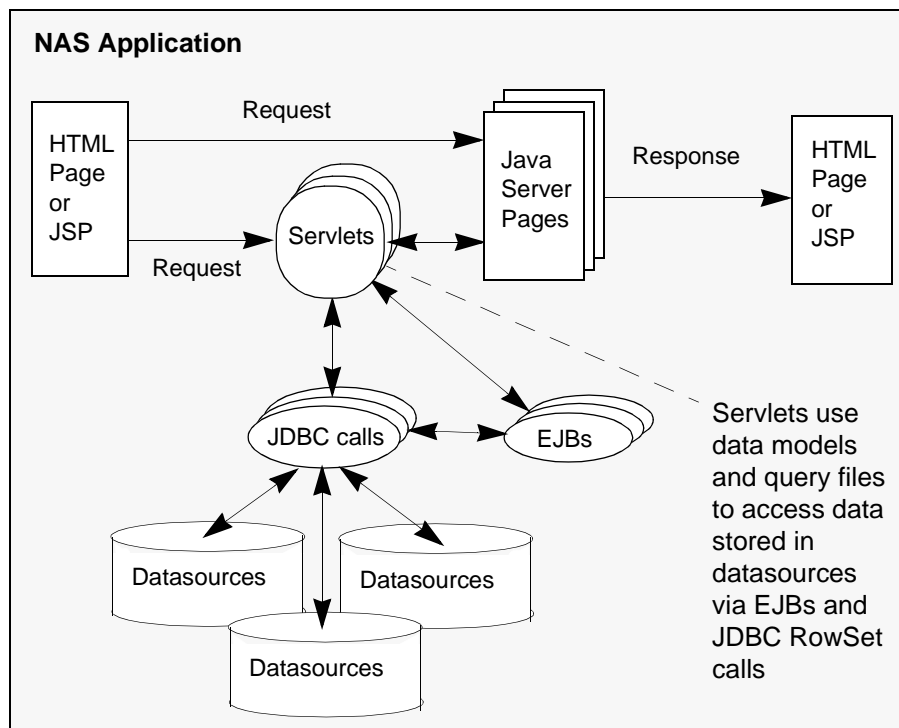 NAS Application
Request
HTML
Page
or
JSP
Java
Server
Pages
Response
HTML
Page
or
JSP
Servlets
Request
JDBC calls
EJBs
Servlets use
data models
and query files
to access data
stored in
datasources
via EJBs and
JDBC RowSet
calls
Datasources
Datasources
Datasources